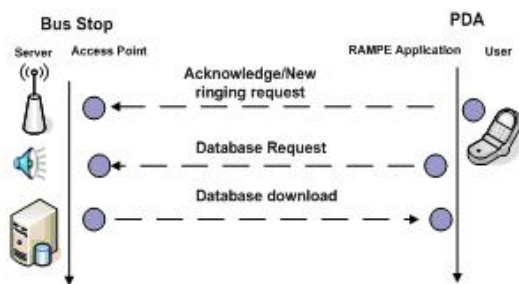 Bus Stop
PDA
Server
Access Point
RAMPE Application
User
Acknowledge/New
ringing request
Database Request
Database download